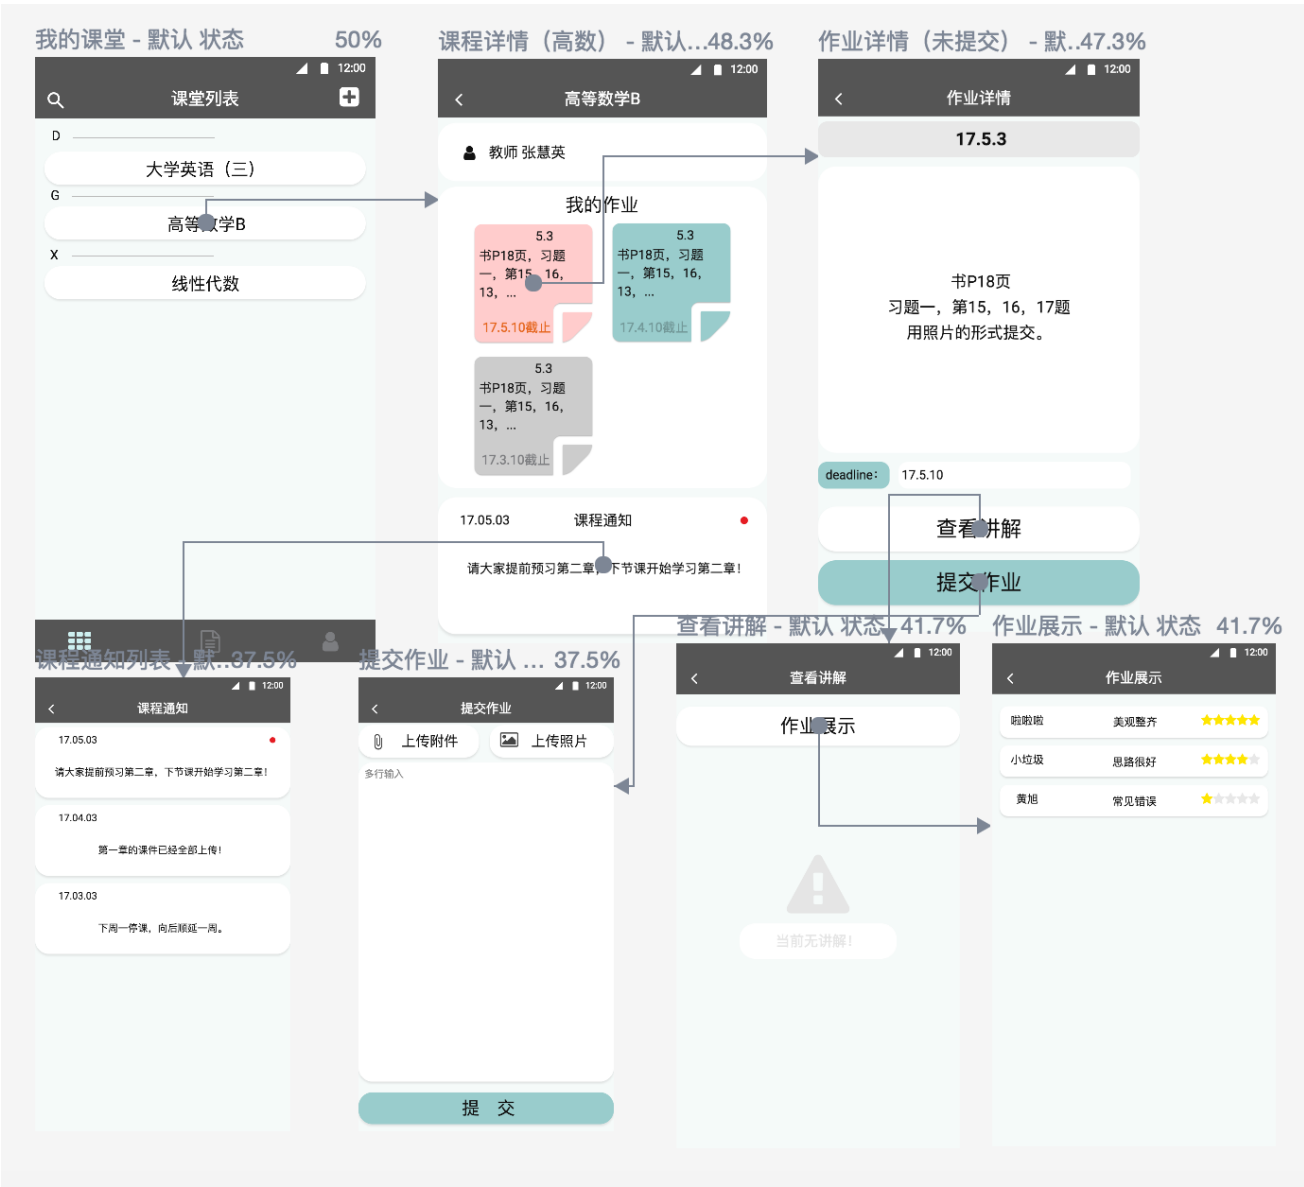 我的课堂 - 默认 状态 50%
12:00
课堂列表
D
大学英语（三）
G
高等数学B
X
线性代数
课程详情（高数） - 默认...48.3%
12:00
高等数学B
教师 张慧英
我的作业
5.3
书P18页，习题
一，第15，16，
13，...
17.5.10截止
5.3
书P18页，习题
一，第15，16，
13，...
17.4.10截止
5.3
书P18页，习题
一，第15，16，
13，...
17.3.10截止
17.05.03 课程通知
请大家提前预习第二章，下节课开始学习第二章！
作业详情（未提交） - 默..47.3%
12:00
作业详情
17.5.3
书P18页
习题一，第15，16，17题
用照片的形式提交。
deadline： 17.5.10
查看讲解
提交作业
课程通知列表 - 默..37.5%
12:00
课程通知
17.05.03
请大家提前预习第二章，下节课开始学习第二章！
17.04.03
第一章的课件已经全部上传！
17.03.03
下周一停课，向后顺延一周。
提交作业 - 默认 ... 37.5%
12:00
提交作业
上传附件 上传照片
多行输入
提 交
查看讲解 - 默认 状态 41.7%
12:00
查看讲解
作业展示
当前无讲解！
作业展示 - 默认 状态 41.7%
12:00
作业展示
啦啦啦 美观整齐
小垃圾 思路很好
黄旭 常见错误